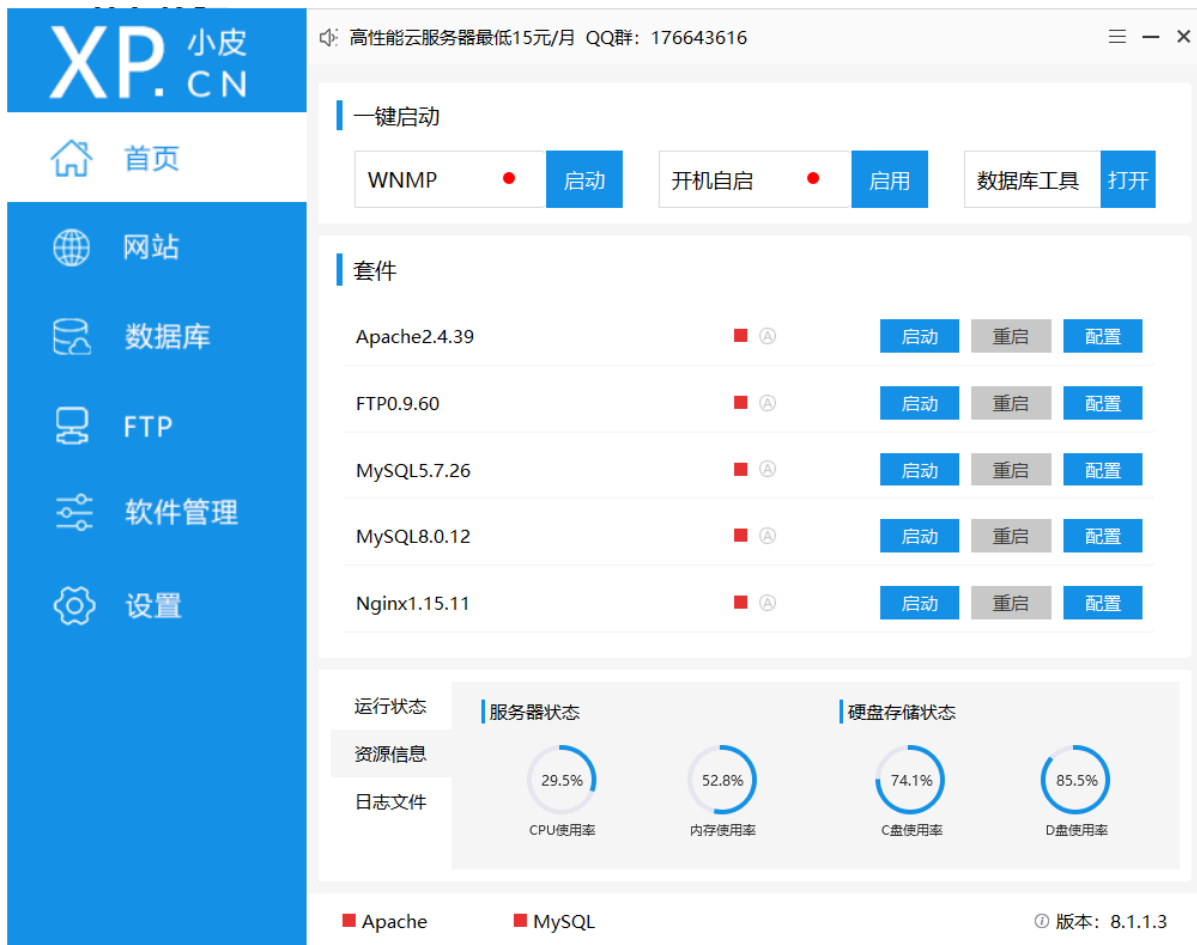 XP.小皮
CN
高性能云服务器最低15元/月 QQ群：176643616
首页
网站
数据库
FTP
软件管理
设置
一键启动
WNMP 启动 开机自启 启用 数据库工具 打开
套件
Apache2.4.39 A 启动 重启 配置
FTP0.9.60 A 启动 重启 配置
MySQL5.7.26 A 启动 重启 配置
MySQL8.0.12 A 启动 重启 配置
Nginx1.15.11 A 启动 重启 配置
运行状态
资源信息
日志文件
服务器状态 硬盘存储状态
29.5% 52.8% 74.1% 85.5%
CPU使用率 内存使用率 C盘使用率 D盘使用率
Apache MySQL 版本：8.1.1.3